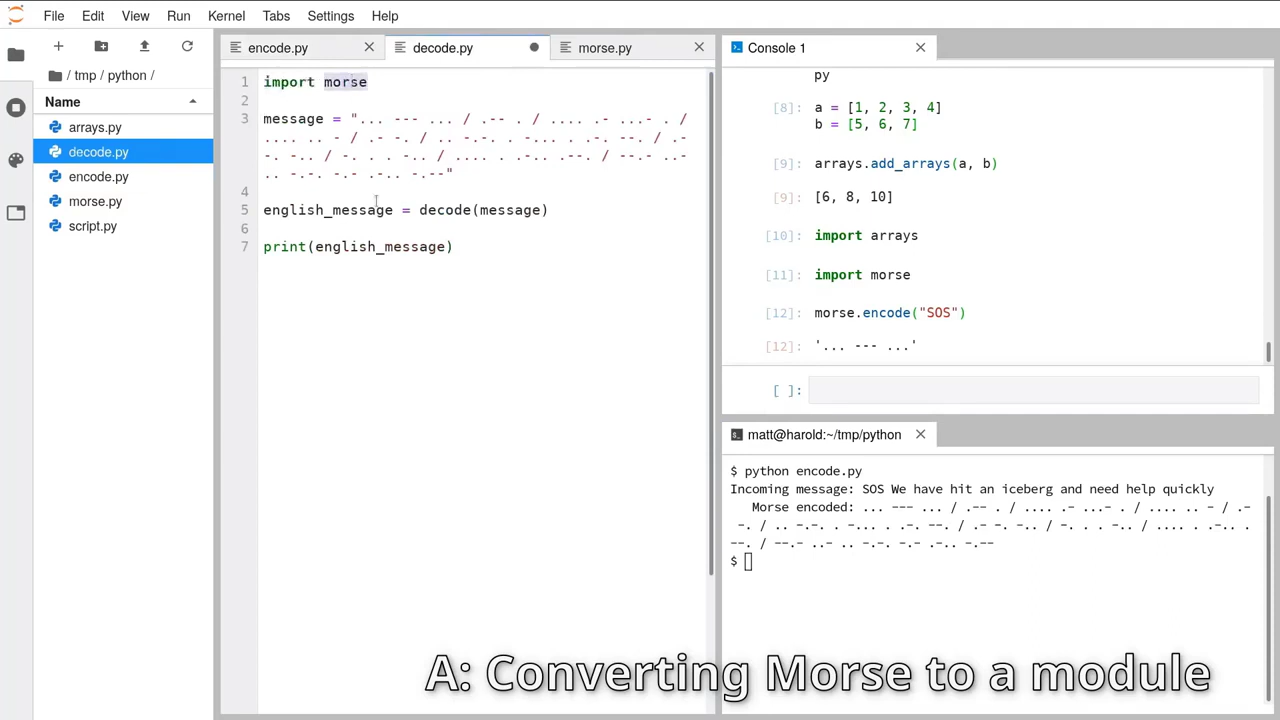 File Edit View Run Kernel Tabs Settings Help
/ tmp / python /
Name
arrays.py
decode.py
encode.py
morse.py
script.py
encode.py
decode.py
morse.py
1 import morse
2
3 message = "... --- ... / .-- . / .... .- ...- . /
.... .. - / .- -. / .. -.-. . -... . .-. --. / .-
-. -.. / -. . . -.. / .... . .-.. .--. / --.- ..-
.. -.-. -.- .-.. -.--"
4
5 english_message = decode(message)
6
7 print(english_message)
Console 1
py
[8]: a = [1, 2, 3, 4]
b = [5, 6, 7]
[9]: arrays.add_arrays(a, b)
[9]: [6, 8, 10]
[10]: import arrays
[11]: import morse
[12]: morse.encode("SOS")
[12]: '... --- ...'
[ ]:
matt@harold:~/tmp/python
$ python encode.py
Incoming message: SOS We have hit an iceberg and need help quickly
Morse encoded: ... --- ... / .-- . / .... .- ...- . / .... .. - / .-
-. / .. -.-. . -... . .-. --. / .- -. -.. / -. . . -.. / .... . .-.. .
--. / --.- ..- .. -.-. -.- .-.. -.--
$
A: Converting Morse to a module